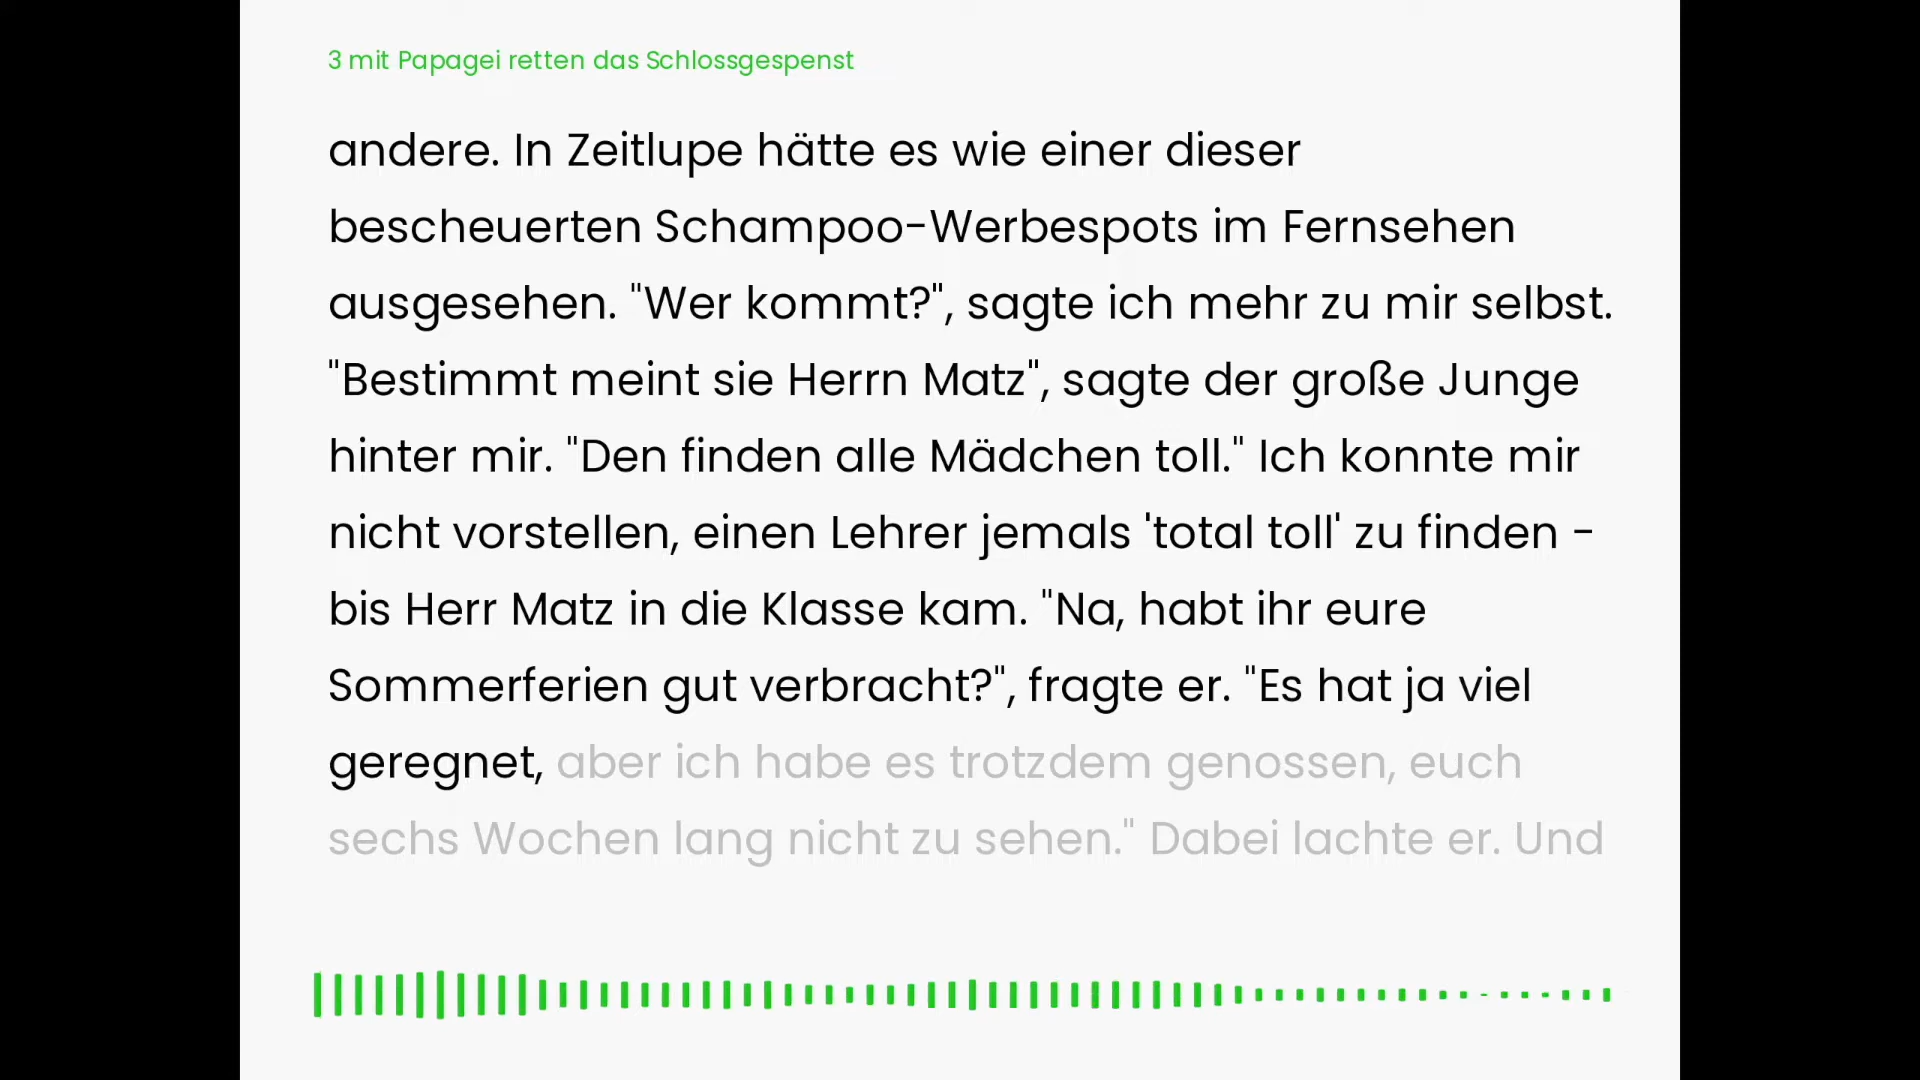 3 mit Papagei retten das Schlossgespenst
andere. In Zeitlupe hätte es wie einer dieser
bescheuerten Schampoo-Werbespots im Fernsehen
ausgesehen. "Wer kommt?", sagte ich mehr zu mir selbst.
"Bestimmt meint sie Herrn Matz", sagte der große Junge
hinter mir. "Den finden alle Mädchen toll." Ich konnte mir
nicht vorstellen, einen Lehrer jemals 'total toll' zu finden -
bis Herr Matz in die Klasse kam. "Na, habt ihr eure
Sommerferien gut verbracht?", fragte er. "Es hat ja viel
geregnet, aber ich habe es trotzdem genossen, euch
sechs Wochen lang nicht zu sehen." Dabei lachte er. Und